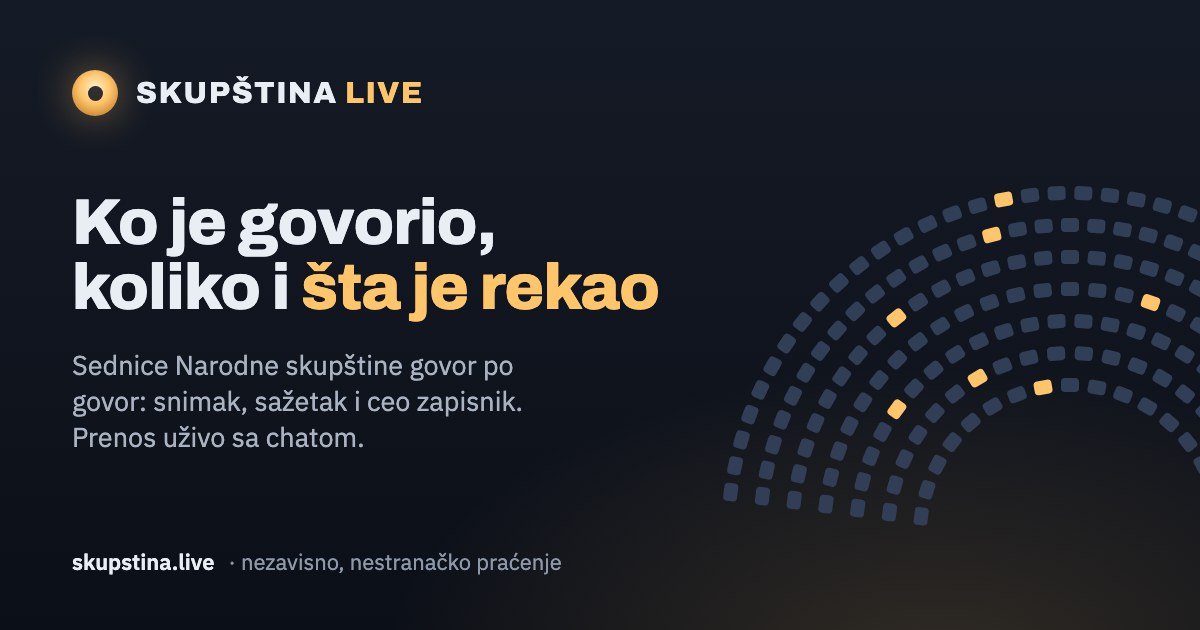 SKUPŠTINA LIVE
Ko je govorio,
koliko i šta je rekao
Sednice Narodne skupštine govor po
govor: snimak, sažetak i ceo zapisnik.
Prenos uživo sa chatom.
skupstina.live · nezavisno, nestranačko praćenje